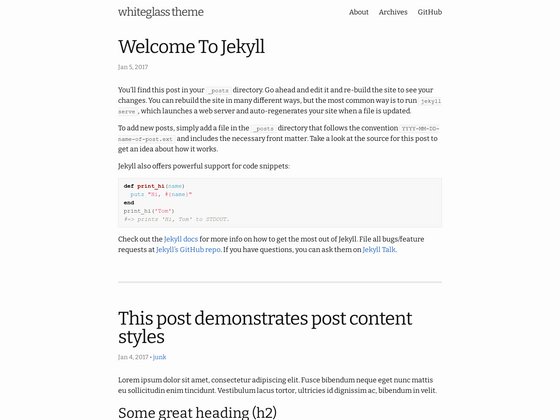 whiteglass theme
About Archives GitHub
Welcome To Jekyll
Jan 5, 2017
You'll find this post in your _posts directory. Go ahead and edit it and re-build the site to see your
changes. You can rebuild the site in many different ways, but the most common way is to run jekyll
serve , which launches a web server and auto-regenerates your site when a file is updated.
To add new posts, simply add a file in the _posts directory that follows the convention YYYY-MM-DD-
name-of-post.ext and includes the necessary front matter. Take a look at the source for this post to
get an idea about how it works.
Jekyll also offers powerful support for code snippets:
def print_hi(name)
puts "Hi, #{name}"
end
print_hi('Tom')
#=> prints 'Hi, Tom' to STDOUT.
Check out the Jekyll docs for more info on how to get the most out of Jekyll. File all bugs/feature
requests at Jekyll's GitHub repo. If you have questions, you can ask them on Jekyll Talk.
This post demonstrates post content
styles
Jan 4, 2017 • junk
Lorem ipsum dolor sit amet, consectetur adipiscing elit. Fusce bibendum neque eget nunc mattis
eu sollicitudin enim tincidunt. Vestibulum lacus tortor, ultricies id dignissim ac, bibendum in velit.
Some great heading (h2)